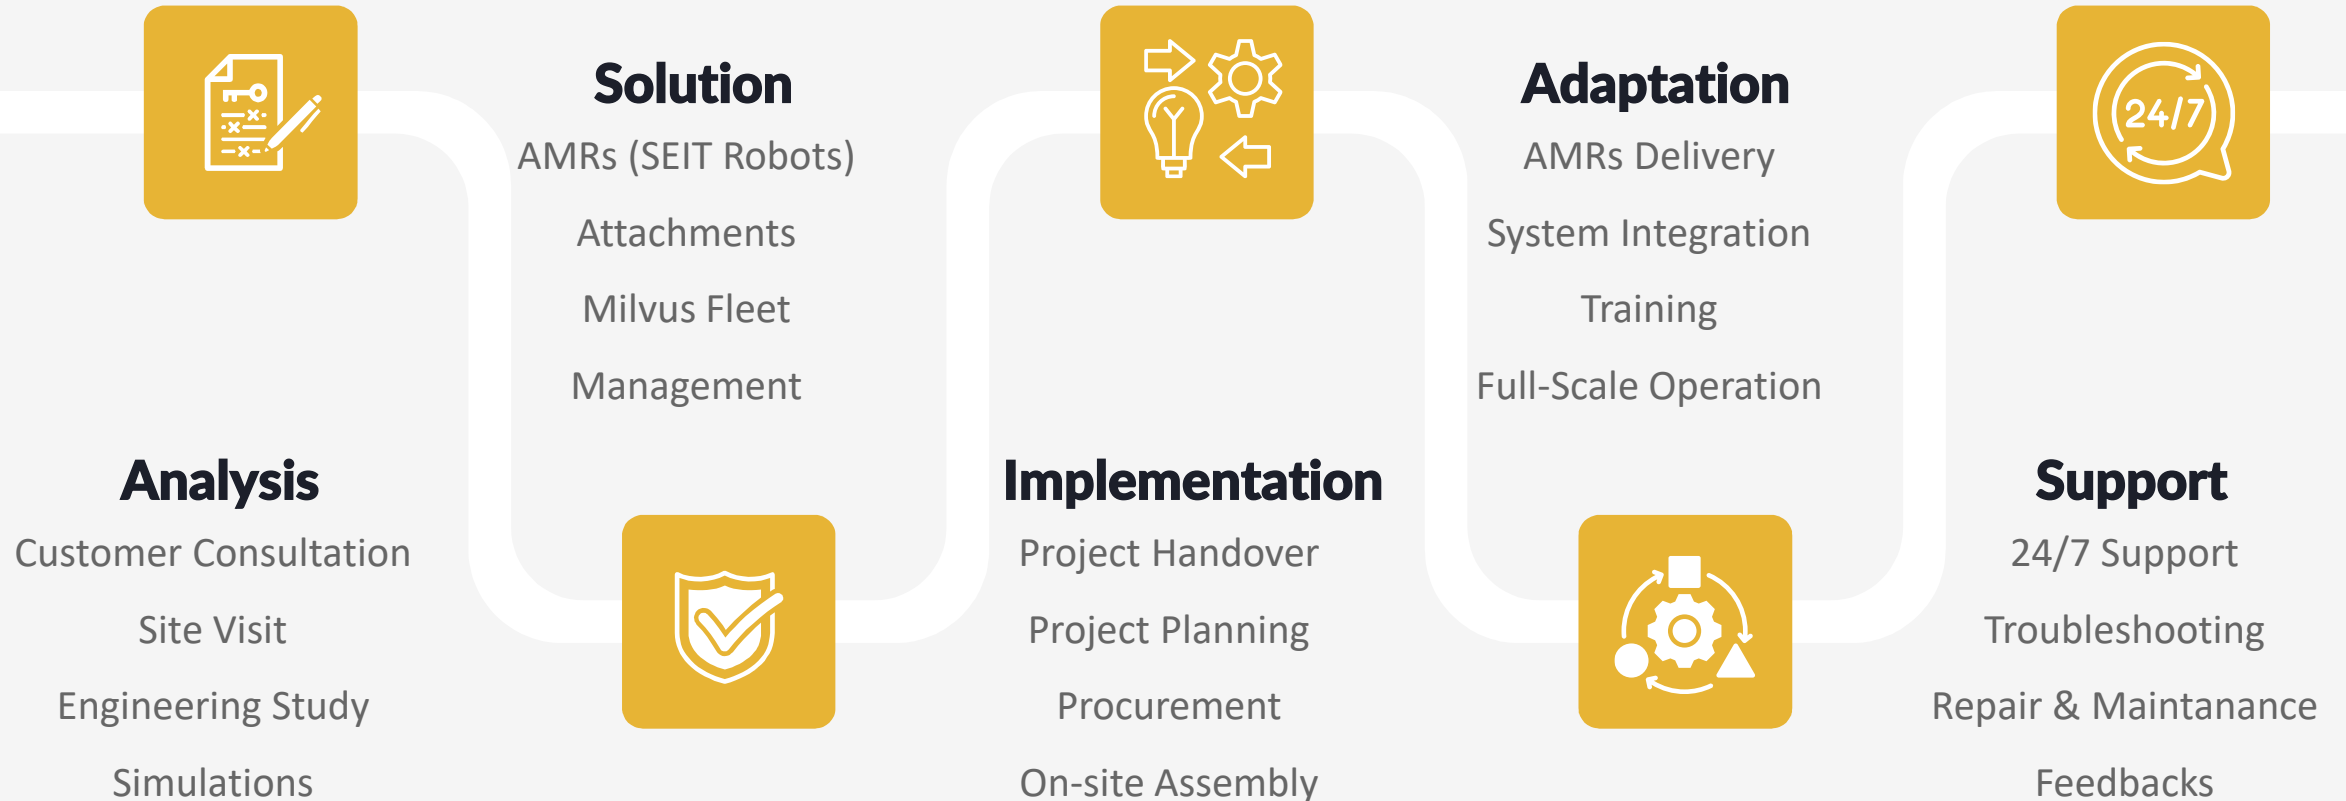 Analysis
Customer Consultation
Site Visit
Engineering Study
Simulations
Solution
AMRs (SEIT Robots)
Attachments
Milvus Fleet
Management
Implementation
Project Handover
Project Planning
Procurement
On-site Assembly
Adaptation
AMRs Delivery
System Integration
Training
Full-Scale Operation
24/7
Support
24/7 Support
Troubleshooting
Repair & Maintanance
Feedbacks